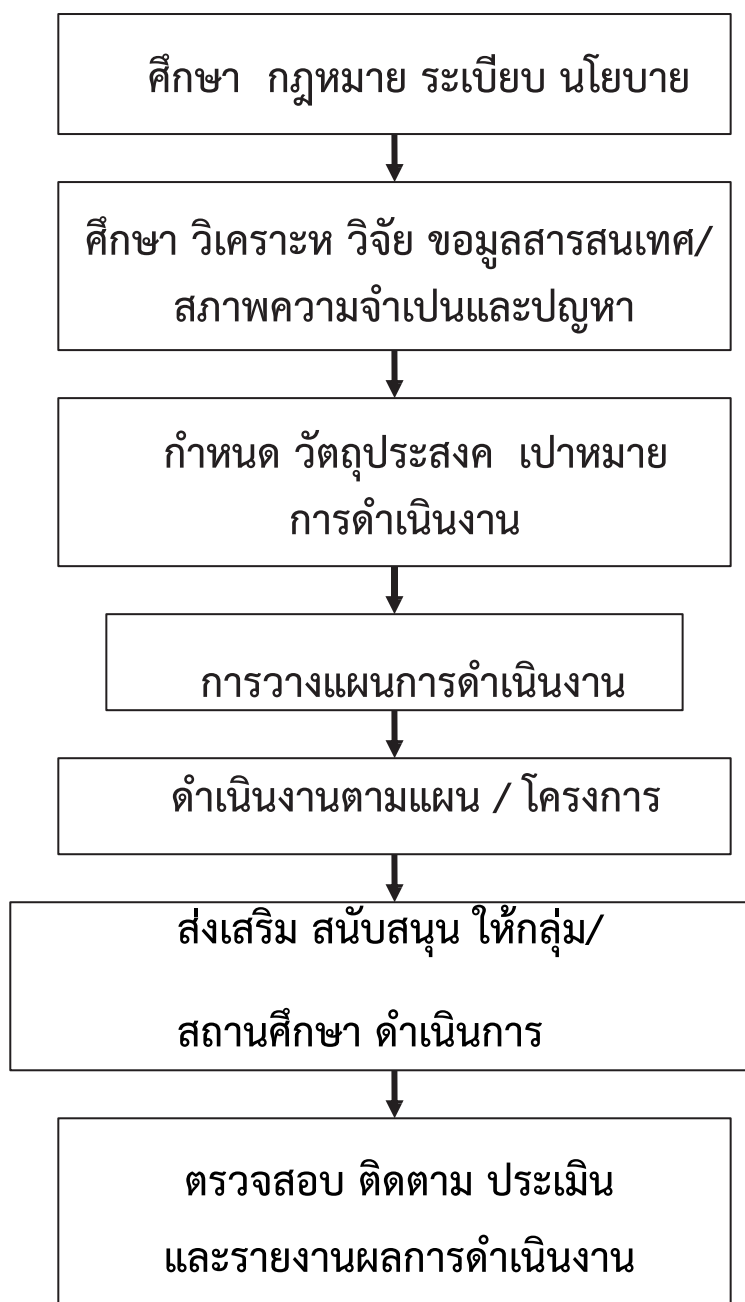 ศึกษา กฎหมาย ระเบียบ นโยบาย
ศึกษา วิเคราะห วิจัย ขอมูลสารสนเทศ/
สภาพความจำเปนและปญหา
กำหนด วัตถุประสงค เปาหมาย
การดำเนินงาน
การวางแผนการดำเนินงาน
ดำเนินงานตามแผน / โครงการ
ส่งเสริม สนับสนุน ให้กลุ่ม/
สถานศึกษา ดำเนินการ
ตรวจสอบ ติดตาม ประเมิน
และรายงานผลการดำเนินงาน